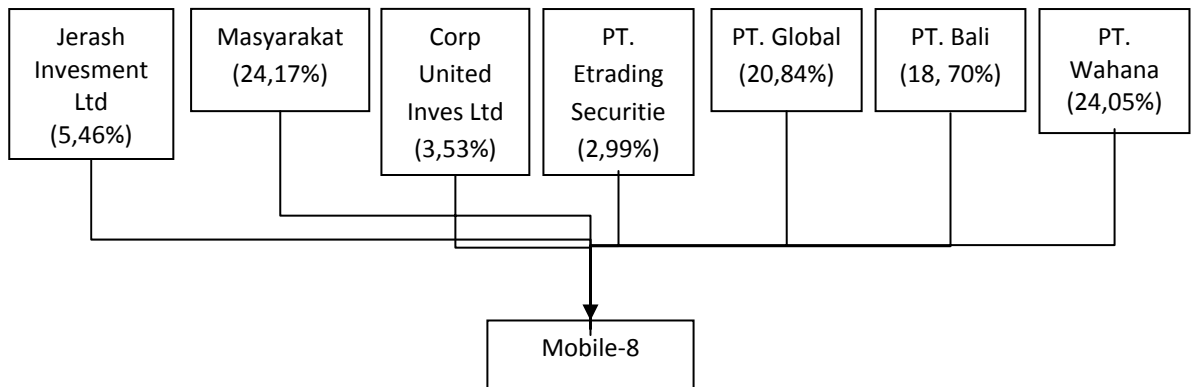 Jerash
Invesment
Ltd
(5,46%)
Masyarakat
(24,17%)
Corp
United
Inves Ltd
(3,53%)
PT.
Etrading
Securitie
(2,99%)
PT. Global
(20,84%)
PT. Bali
(18, 70%)
PT.
Wahana
(24,05%)
Mobile-8